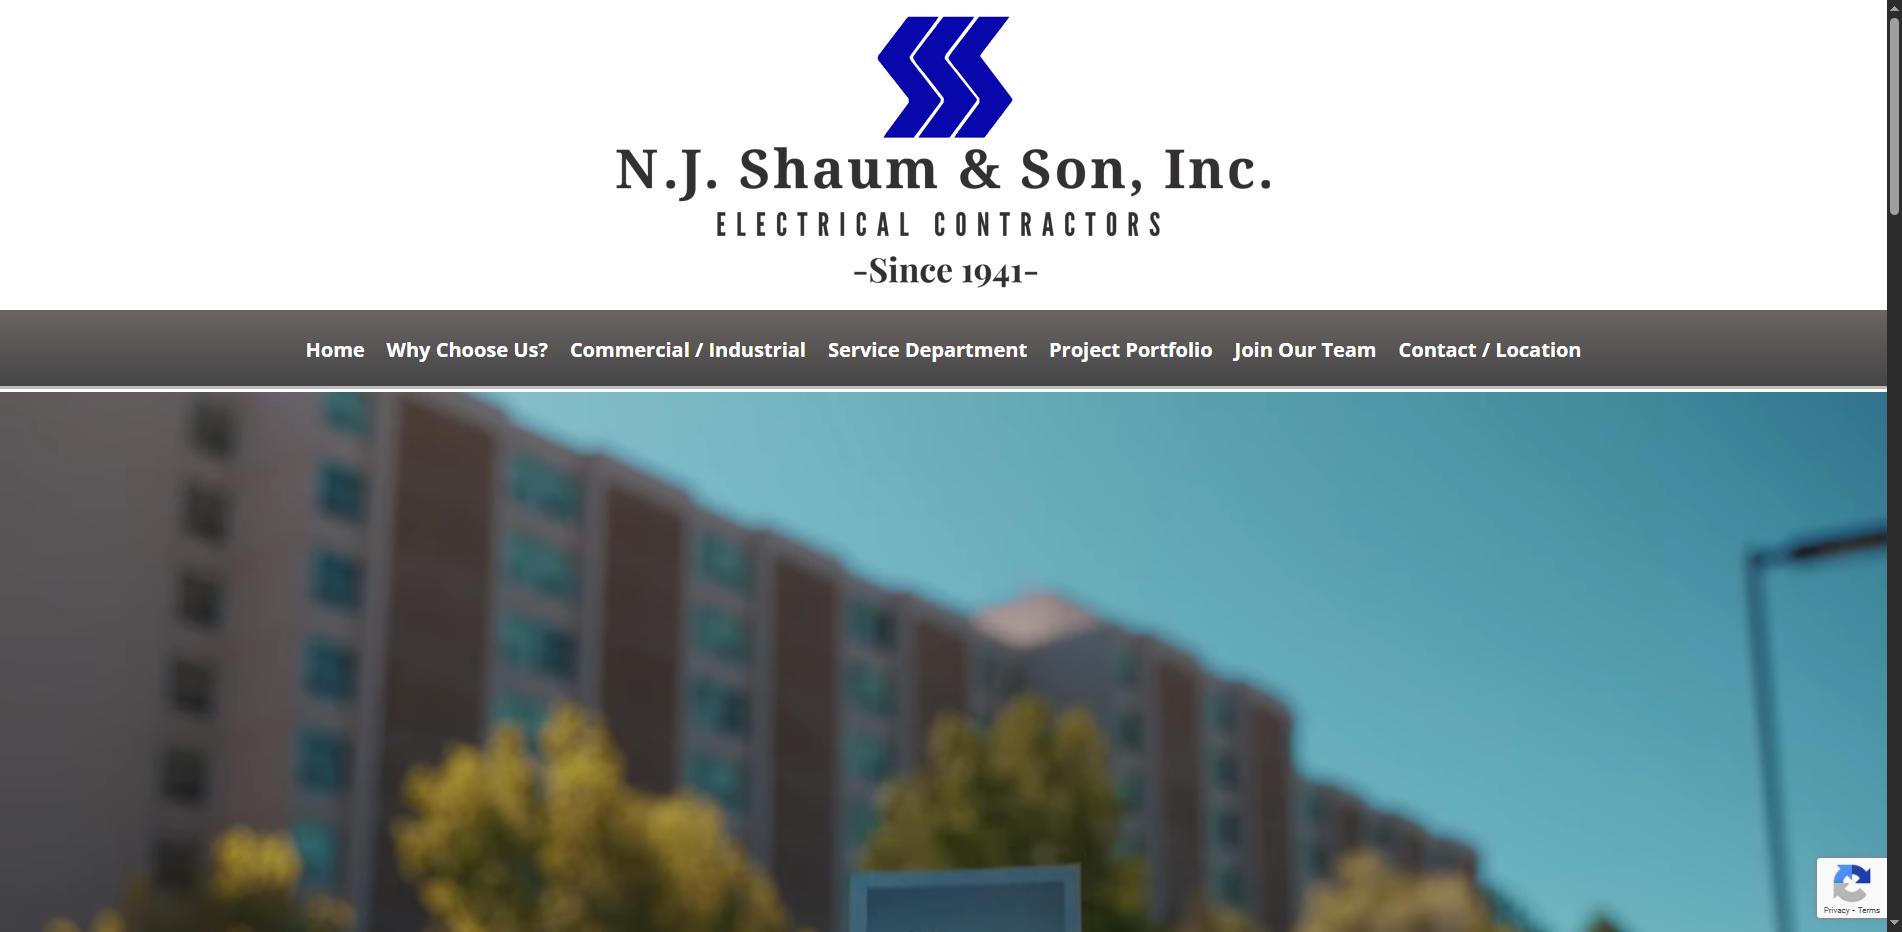 N.J. Shaum & Son, Inc.
ELECTRICAL CONTRACTORS
-Since 1941-
Home Why Choose Us? Commercial / Industrial Service Department Project Portfolio Join Our Team Contact / Location
Privacy - Terms